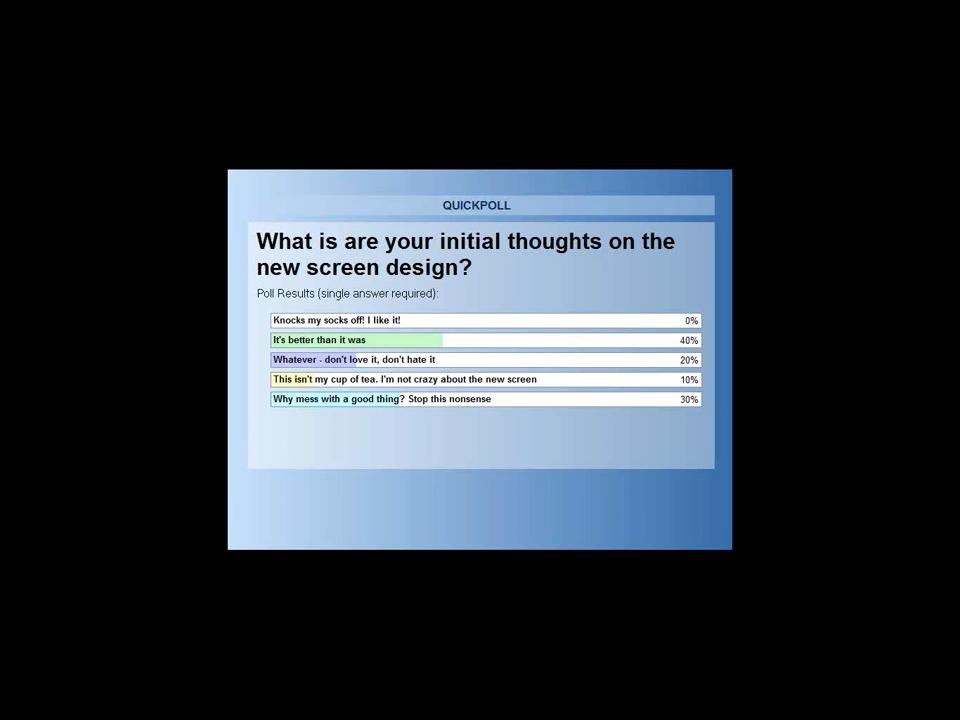 QUICKPOLL
What is are your initial thoughts on the
new screen design?
Poll Results (single answer required):
Knocks my socks off! I like it! 0%
It's better than it was 40%
Whatever - don't love it, don't hate it 20%
This isn't my cup of tea. I'm not crazy about the new screen 10%
Why mess with a good thing? Stop this nonsense 30%